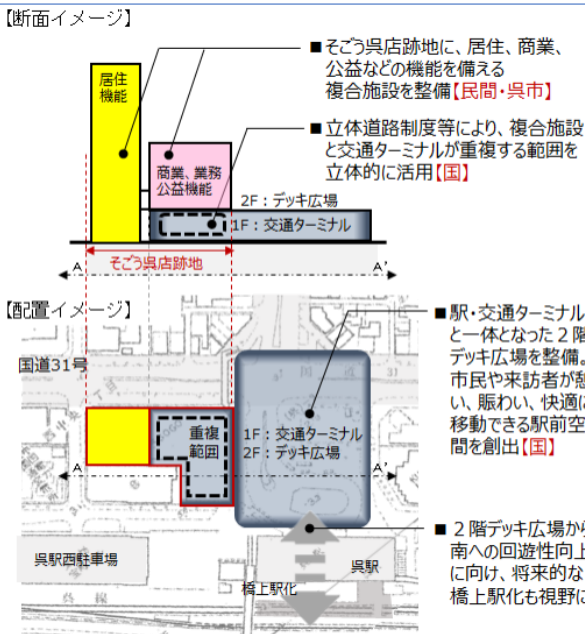 【断面イメージ】
■そごう呉店跡地に、居住、商業、
公益などの機能を備える
複合施設を整備【民間・呉市】
居住
機能
■立体道路制度等により、複合施設
と交通ターミナルが重複する範囲を
立体的に活用【国】
商業、業務
公益機能
2F：デッキ広場
1F：交通ターミナル
そごう呉店跡地
A
A'
【配置イメージ】
■駅・交通ターミナル
と一体となった２階
デッキ広場を整備。
市民や来訪者が憩
い、賑わい、快適に
移動できる駅前空
間を創出【国】
国道31号
重複
範囲
1F：交通ターミナル
2F：デッキ広場
A
A'
■２階デッキ広場から
南への回遊性向上
に向け、将来的な
橋上駅化も視野に
呉駅西駐車場
呉駅
橋上駅化
呉線